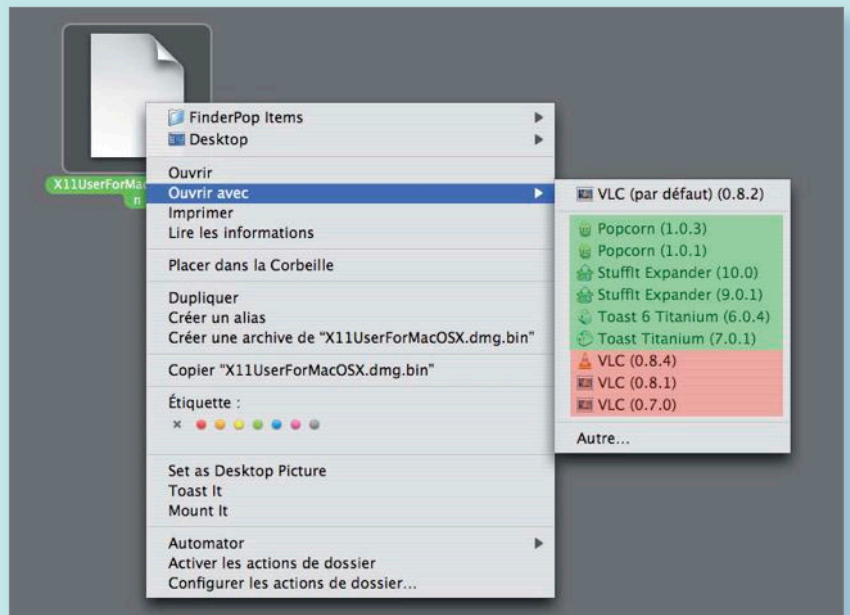 FinderPop Items
Desktop
Ouvrir
X11UserForMac
n
Ouvrir avec
Imprimer
Lire les informations
Placer dans la Corbeille
Dupliquer
Créer un alias
Créer une archive de “X11UserForMacOSX.dmg.bin”
Copier “X11UserForMacOSX.dmg.bin”
Étiquette :
×
Set as Desktop Picture
Toast It
Mount It
Automator
Activer les actions de dossier
Configurer les actions de dossier...
VLC (par défaut) (0.8.2)
Popcorn (1.0.3)
Popcorn (1.0.1)
StuffIt Expander (10.0)
StuffIt Expander (9.0.1)
Toast 6 Titanium (6.0.4)
Toast Titanium (7.0.1)
VLC (0.8.4)
VLC (0.8.1)
VLC (0.7.0)
Autre...